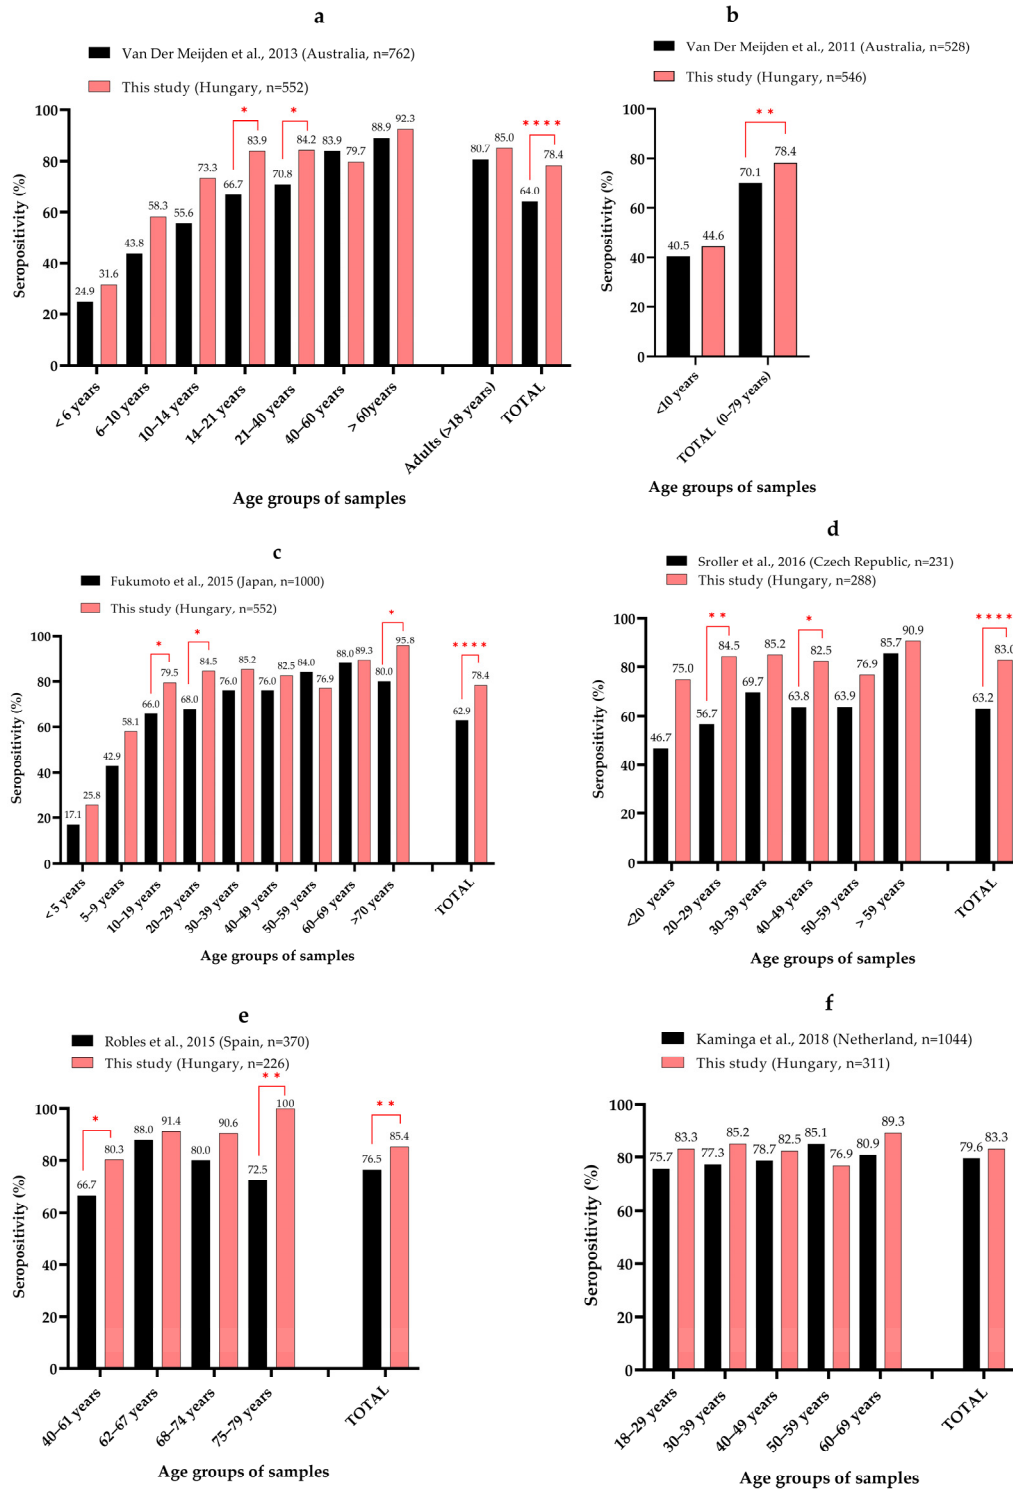 a
Van Der Meijden et al., 2013 (Australia, n=762)
This study (Hungary, n=552)
Seropositivity (%)
100
80
60
40
20
0
24.9
31.6
43.8
58.3
55.6
73.3
66.7
83.9
*
70.8
84.2
*
83.9
79.7
88.9
92.3
80.7
85.0
64.0
78.4
****
< 6 years
6–10 years
10–14 years
14–21 years
21–40 years
40–60 years
> 60years
Adults (>18 years)
TOTAL
Age groups of samples
b
Van Der Meijden et al., 2011 (Australia, n=528)
This study (Hungary, n=546)
Seropositivity (%)
100
80
60
40
20
0
40.5
44.6
70.1
78.4
**
<10 years
TOTAL (0–79 years)
Age groups of samples
c
Fukumoto et al., 2015 (Japan, n=1000)
This study (Hungary, n=552)
Seropositivity (%)
100
80
60
40
20
0
17.1
25.8
42.9
58.1
66.0
79.5
*
68.0
84.5
*
76.0
85.2
76.0
82.5
84.0
76.9
88.0
89.3
80.0
95.8
*
62.9
78.4
****
<5 years
5–9 years
10–19 years
20–29 years
30–39 years
40–49 years
50–59 years
60–69 years
>70 years
TOTAL
Age groups of samples
d
Sroller et al., 2016 (Czech Republic, n=231)
This study (Hungary, n=288)
Seropositivity (%)
100
80
60
40
20
0
46.7
75.0
56.7
84.5
**
69.7
85.2
63.8
82.5
*
63.9
76.9
85.7
90.9
63.2
83.0
****
<20 years
20–29 years
30–39 years
40–49 years
50–59 years
> 59 years
TOTAL
Age groups of samples
e
Robles et al., 2015 (Spain, n=370)
This study (Hungary, n=226)
Seropositivity (%)
100
80
60
40
20
0
66.7
80.3
*
88.0
91.4
80.0
90.6
72.5
100
**
76.5
85.4
**
40–61 years
62–67 years
68–74 years
75–79 years
TOTAL
Age groups of samples
f
Kaminga et al., 2018 (Netherland, n=1044)
This study (Hungary, n=311)
Seropositivity (%)
100
80
60
40
20
0
75.7
83.3
77.3
85.2
78.7
82.5
85.1
76.9
80.9
89.3
79.6
83.3
18–29 years
30–39 years
40–49 years
50–59 years
60–69 years
TOTAL
Age groups of samples